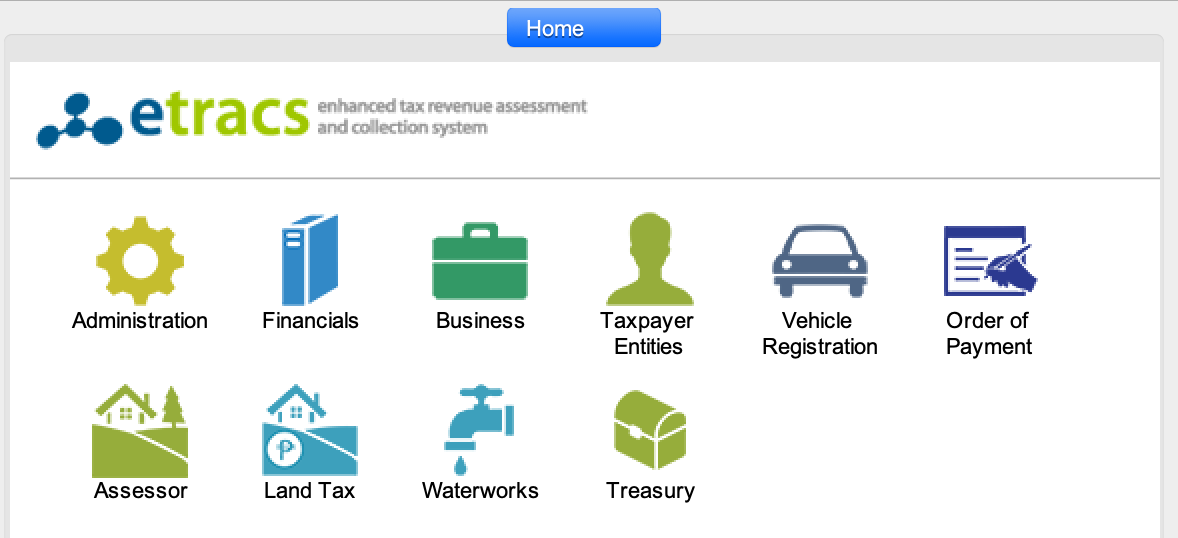 Home
etracs
enhanced tax revenue assessment
and collection system
Administration
Financials
Business
Taxpayer
Entities
Vehicle
Registration
Order of
Payment
Assessor
Land Tax
Waterworks
Treasury